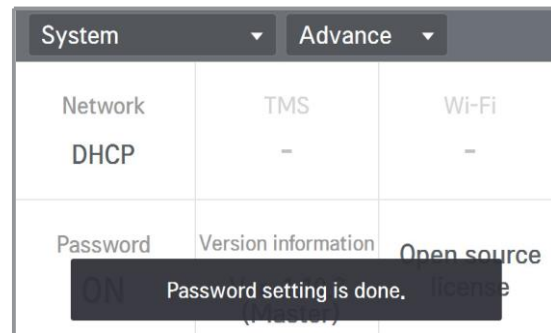 System Advance
Network TMS Wi-Fi
DHCP - -
Password Version information Open source
ON license
Password setting is done.
(Master)